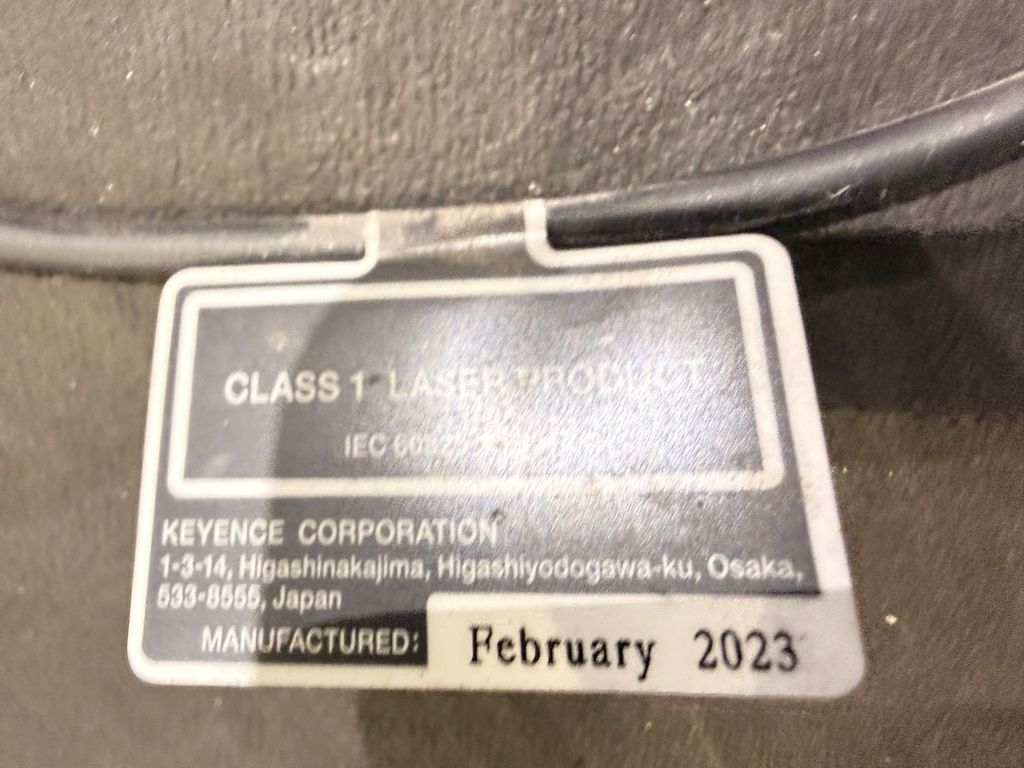 CLASS 1 LASER PRODUCT
IEC
KEYENCE CORPORATION
1-3-14, Higashinakajima, Higashiyodogawa-ku, Osaka,
533-8555, Japan
MANUFACTURED: February 2023